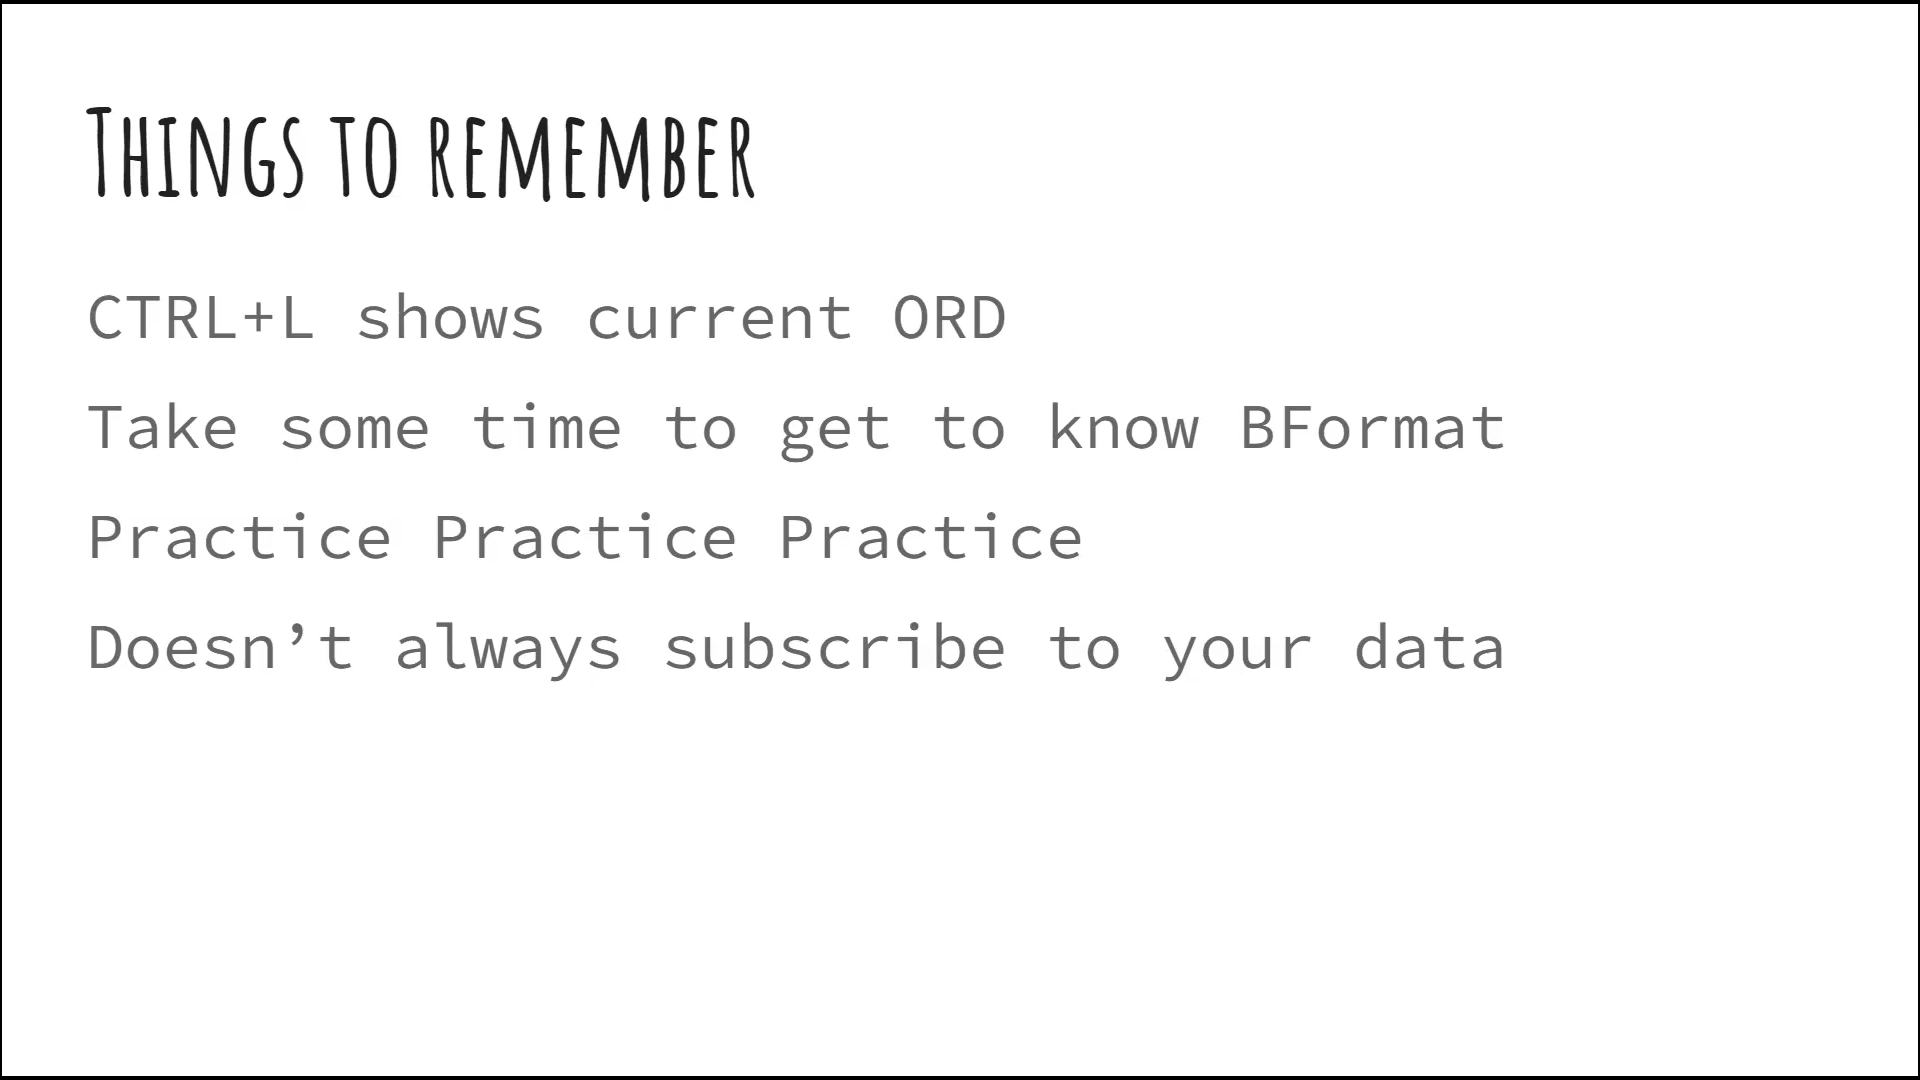 Things to remember
CTRL+L shows current ORD
Take some time to get to know BFormat
Practice Practice Practice
Doesn’t always subscribe to your data